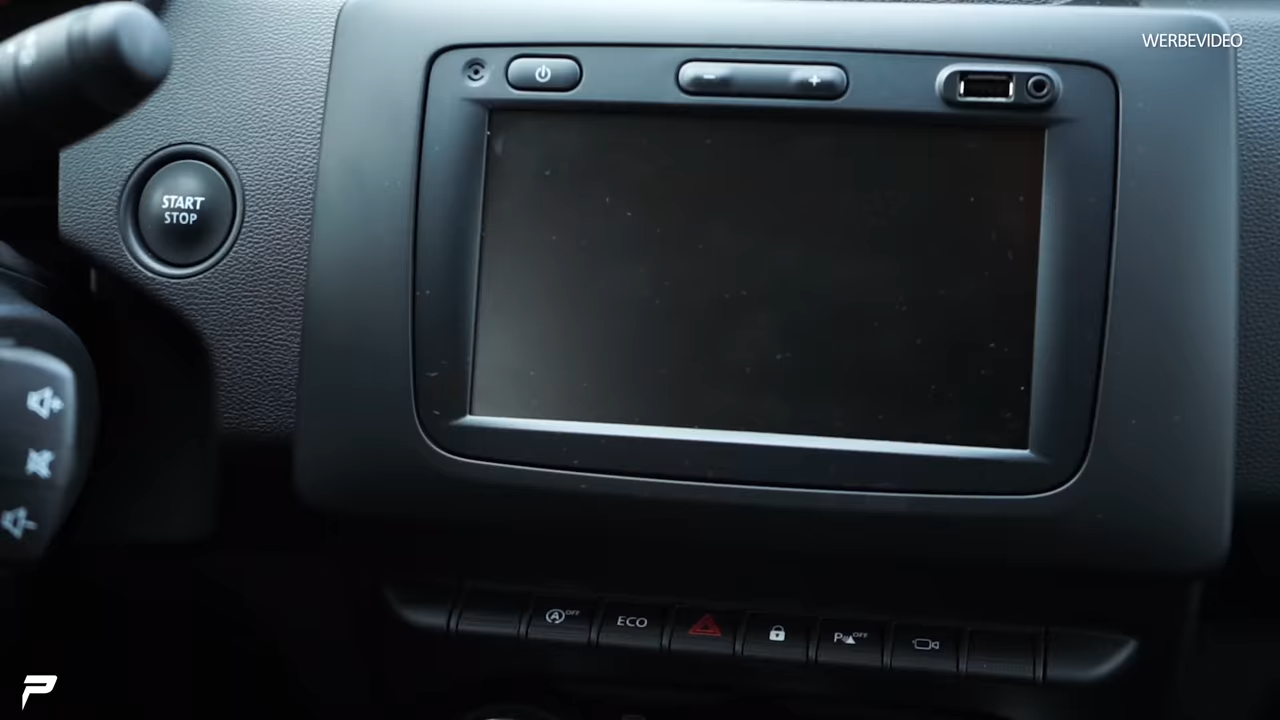 WERBEVIDEO
- +
START
STOP
A OFF
ECO
P OFF